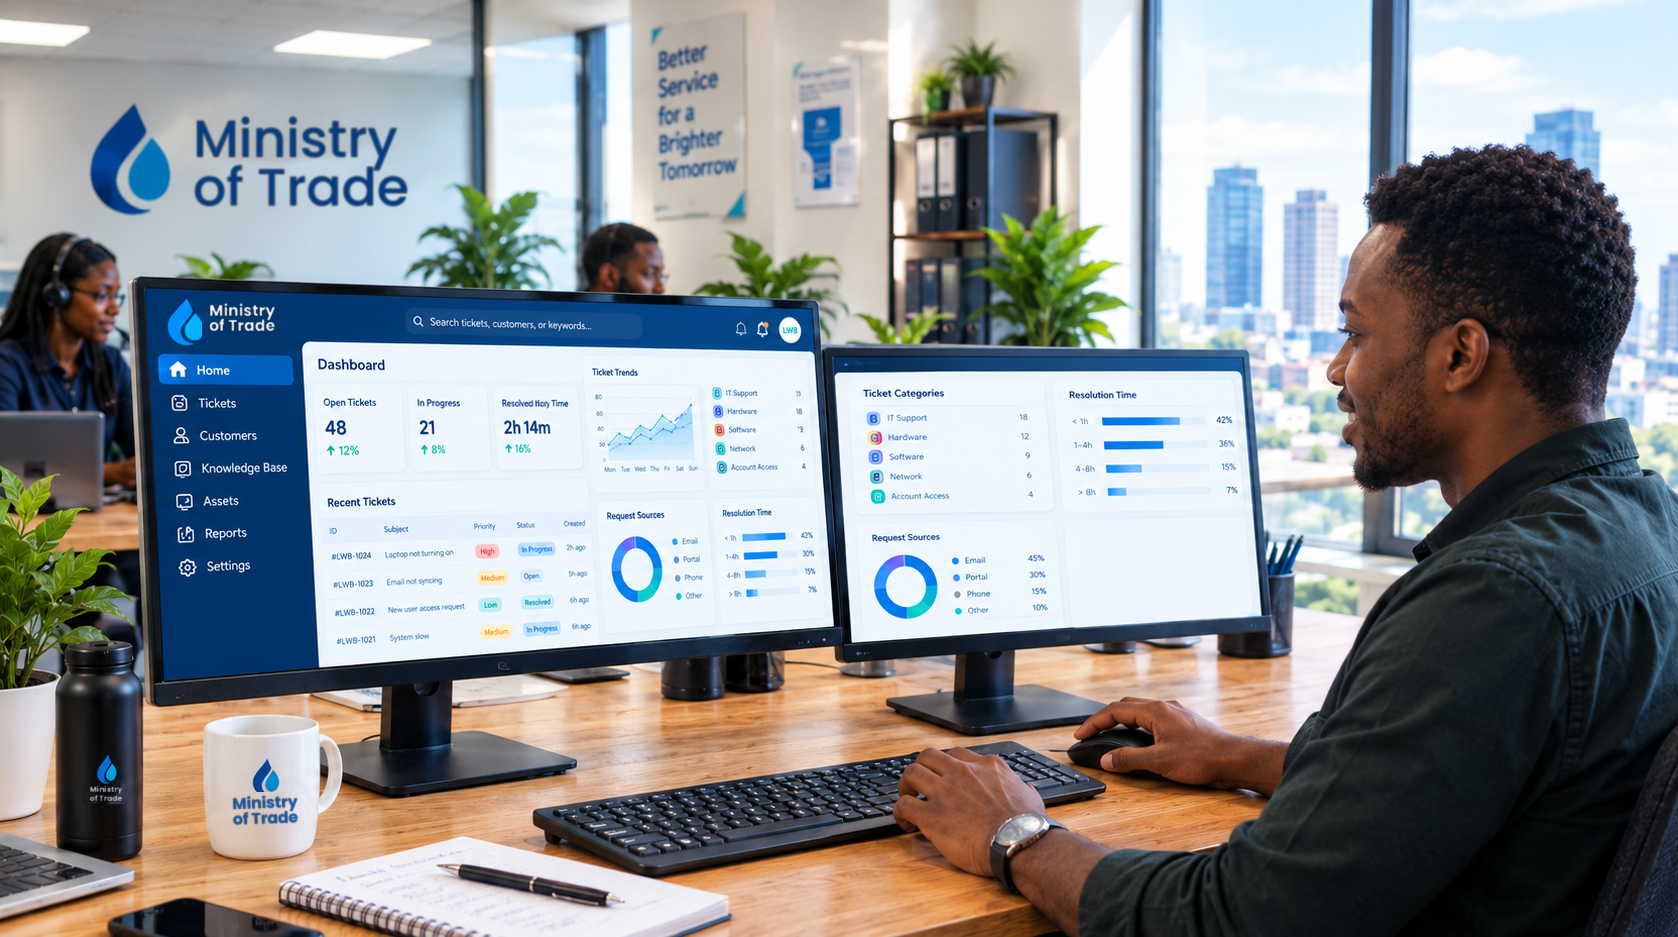 Ministry
of Trade
Better
Service
for a
Brighter
Tomorrow
Ministry
of Trade
Search tickets, customers, or keywords...
LWB
Home
Tickets
Customers
Knowledge Base
Assets
Reports
Settings
Dashboard
Open Tickets
48
12%
In Progress
21
8%
Time
2h 14m
16%
Ticket Trends
Mon Tue Wed Thu Fri Sat Sun
IT Support
Hardware 18
Software
Network 6
Account Access 4
Recent Tickets
ID Subject Priority Status Created
#LWB-1024 Laptop not turning on High In Progress 2h ago
#LWB-1023 Email not syncing Medium Open 5h ago
#LWB-1022 New user access request Low Resolved 6h ago
#LWB-1021 System slow Medium In Progress 6h ago
Request Sources
Email
Portal
Phone
Other
Resolution Time
< 1h 42%
1-4h 30%
4-8h 15%
> 8h 7%
Ticket Categories
IT Support 18
Hardware 12
Software 9
Network 6
Account Access 4
Resolution Time
< 1h 42%
1-4h 36%
4-8h 15%
> 8h 7%
Request Sources
Email 45%
Portal 30%
Phone 15%
Other 10%
Ministry
of Trade
Ministry
of Trade